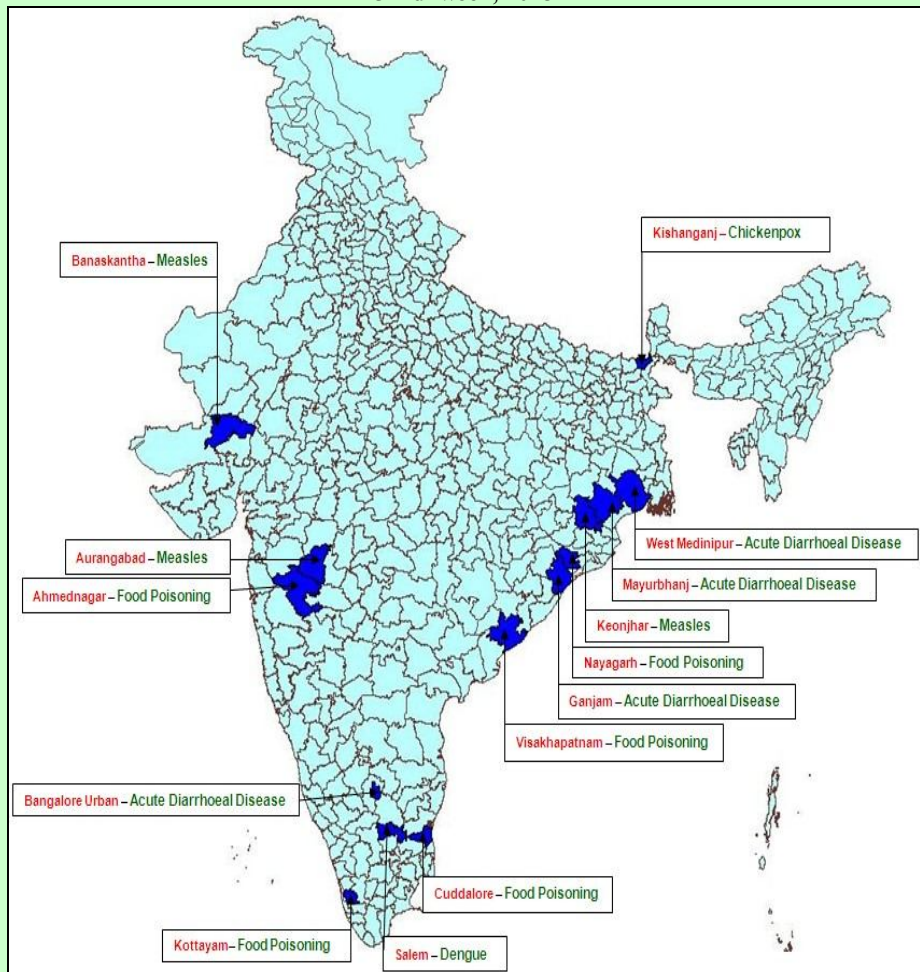 Kishanganj – Chickenpox
Banaskantha – Measles
Aurangabad – Measles
Ahmednagar – Food Poisoning
West Medinipur – Acute Diarrhoeal Disease
Mayurbhanj – Acute Diarrhoeal Disease
Keonjhar – Measles
Nayagarh – Food Poisoning
Ganjam – Acute Diarrhoeal Disease
Visakhapatnam – Food Poisoning
Bangalore Urban – Acute Diarrhoeal Disease
Cuddalore – Food Poisoning
Kottayam – Food Poisoning
Salem – Dengue